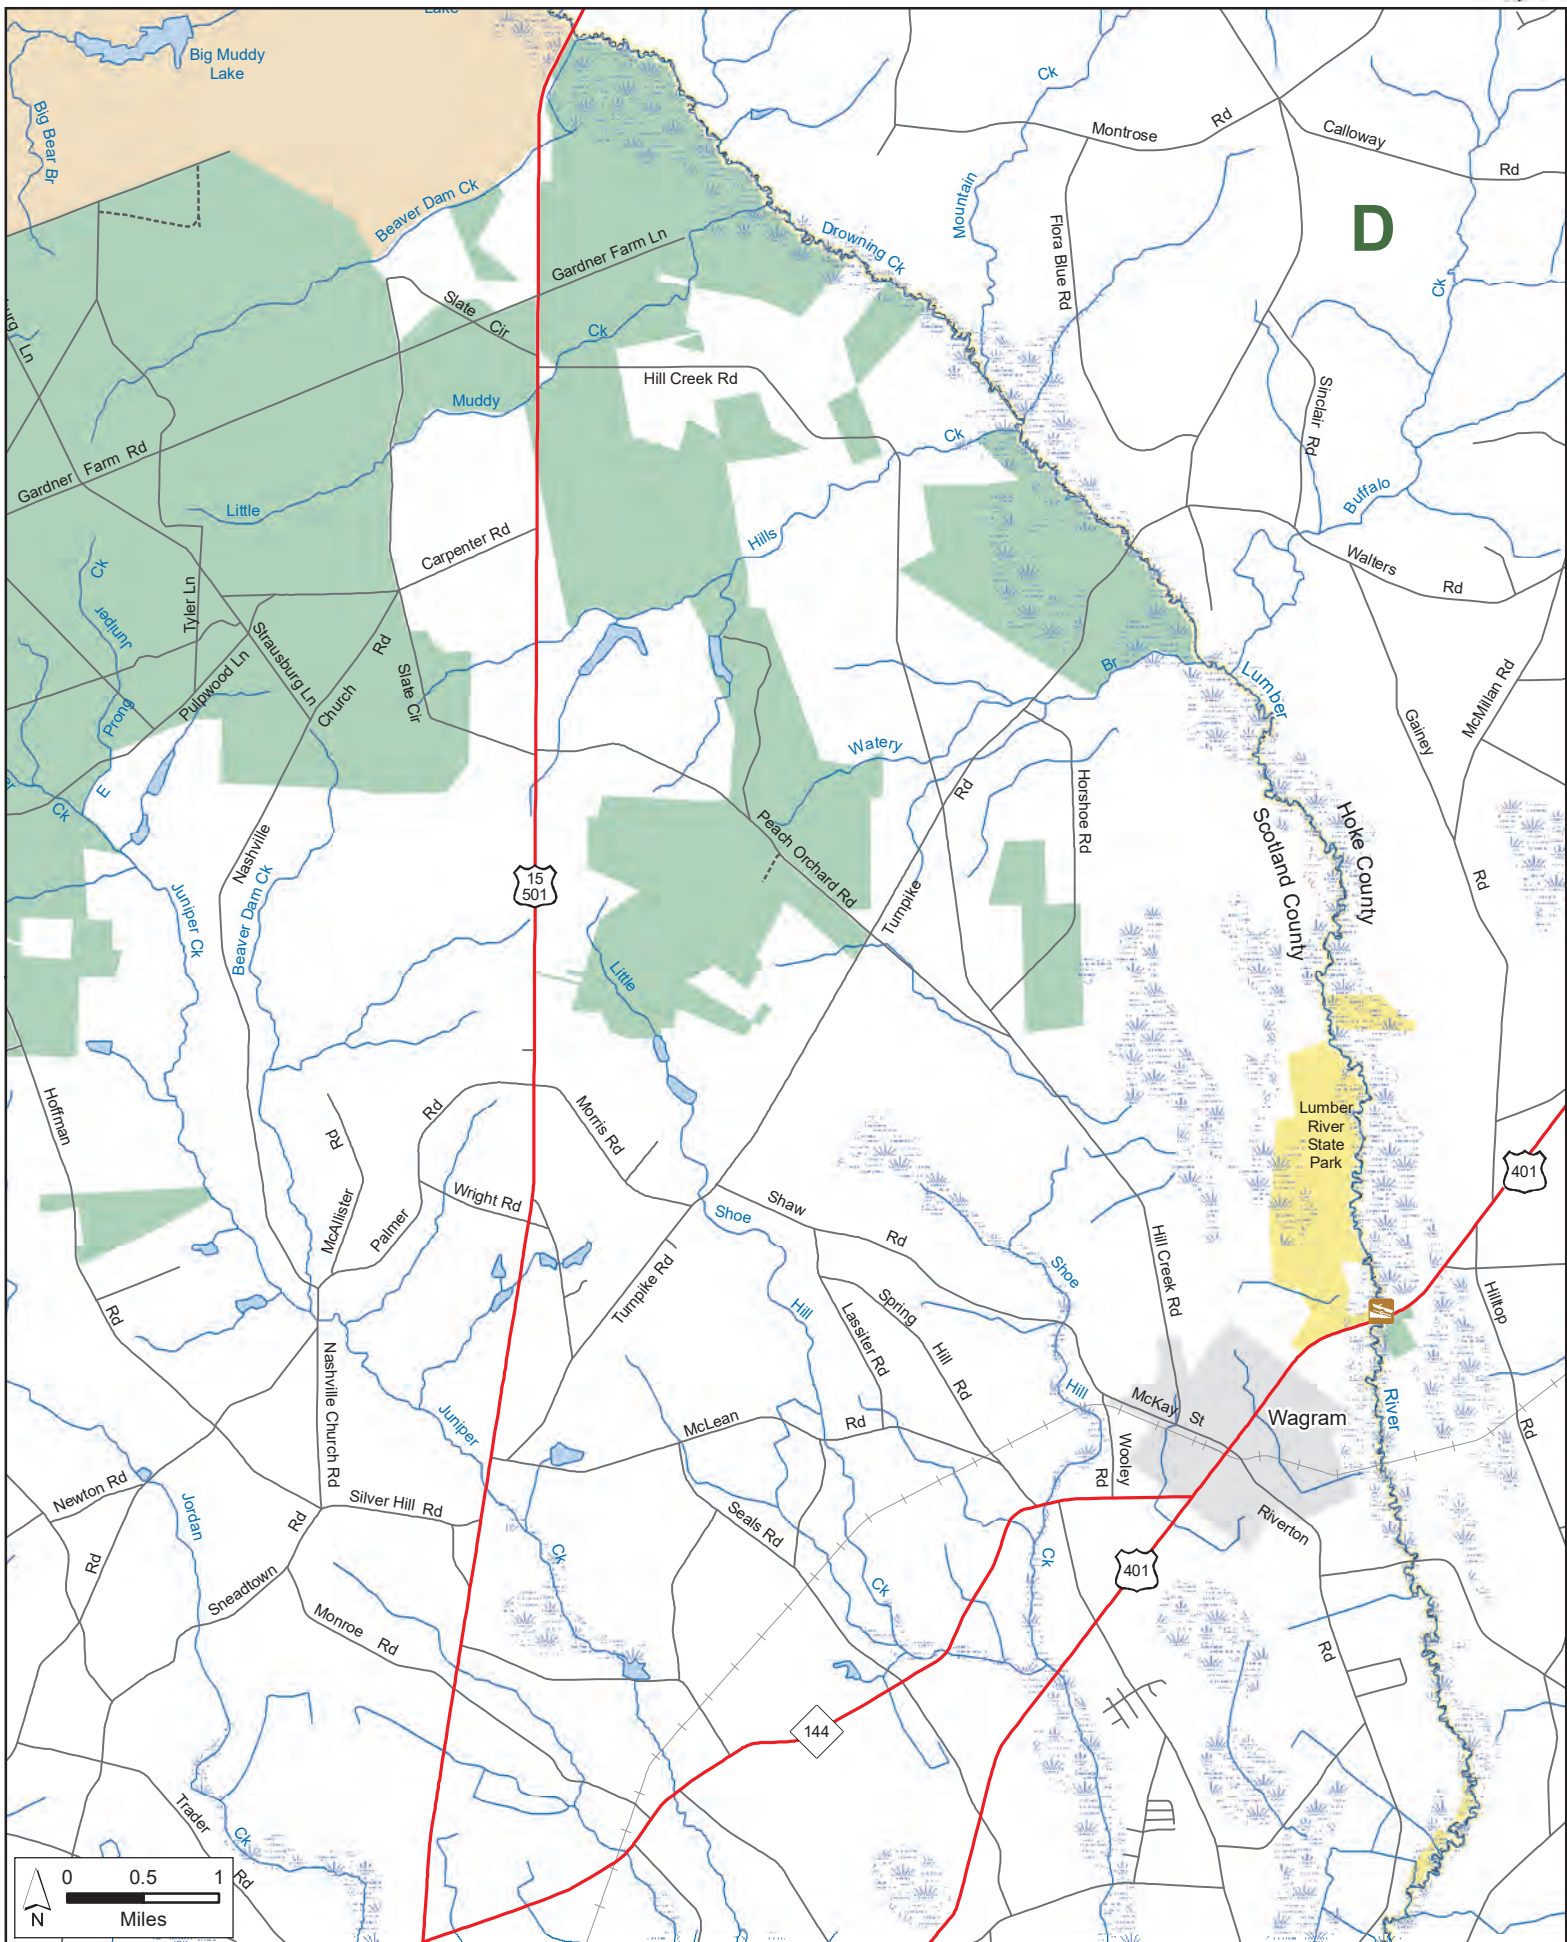 Lake
Big Muddy
Lake
Big Bear Br
Ck
Montrose
Rd
Calloway
Rd
D
Mountain
Beaver Dam Ck
Drowning Ck
Flora Blue Rd
Gardner Farm Ln
Ck
Slate
Cir
Ck
Ln
Hill Creek Rd
Muddy
Sinclair
Rd
Ck
Gardner
Farm
Rd
Little
Buffalo
Hills
Carpenter Rd
Walters
Rd
Ck
Juniper
Tyler Ln
Strausburg Ln
Rd
Church
Slate Cir
Pulpwood Ln
Br
Lumber
McMillan Rd
Gainey
Prong
E
Ck
Watery
Rd
Horshoe Rd
Nashville
Peach Orchard Rd
Scotland County
Hoke County
15
501
Turnpike
Rd
Juniper Ck
Beaver Dam Ck
Little
Hoffman
Rd
Rd
Morris Rd
Lumber
River
State
Park
401
McAllister
Palmer
Wright Rd
Shaw
Rd
Shoe
Turnpike Rd
Shoe
Hill Creek Rd
Hilltop
Rd
Hill
Lassiter Rd
Spring
Hill
Rd
Nashville Church Rd
Juniper
McLean
Rd
Hill
McKay
St
Wagram
River
Rd
Wooley
Rd
Newton Rd
Jordan
Silver Hill
Rd
Rd
Seals Rd
Riverton
Rd
Ck
Ck
Ck
401
Sneadtown
Monroe
Rd
Rd
144
Trader
Rd
Ck
0
0.5
1
Miles
N